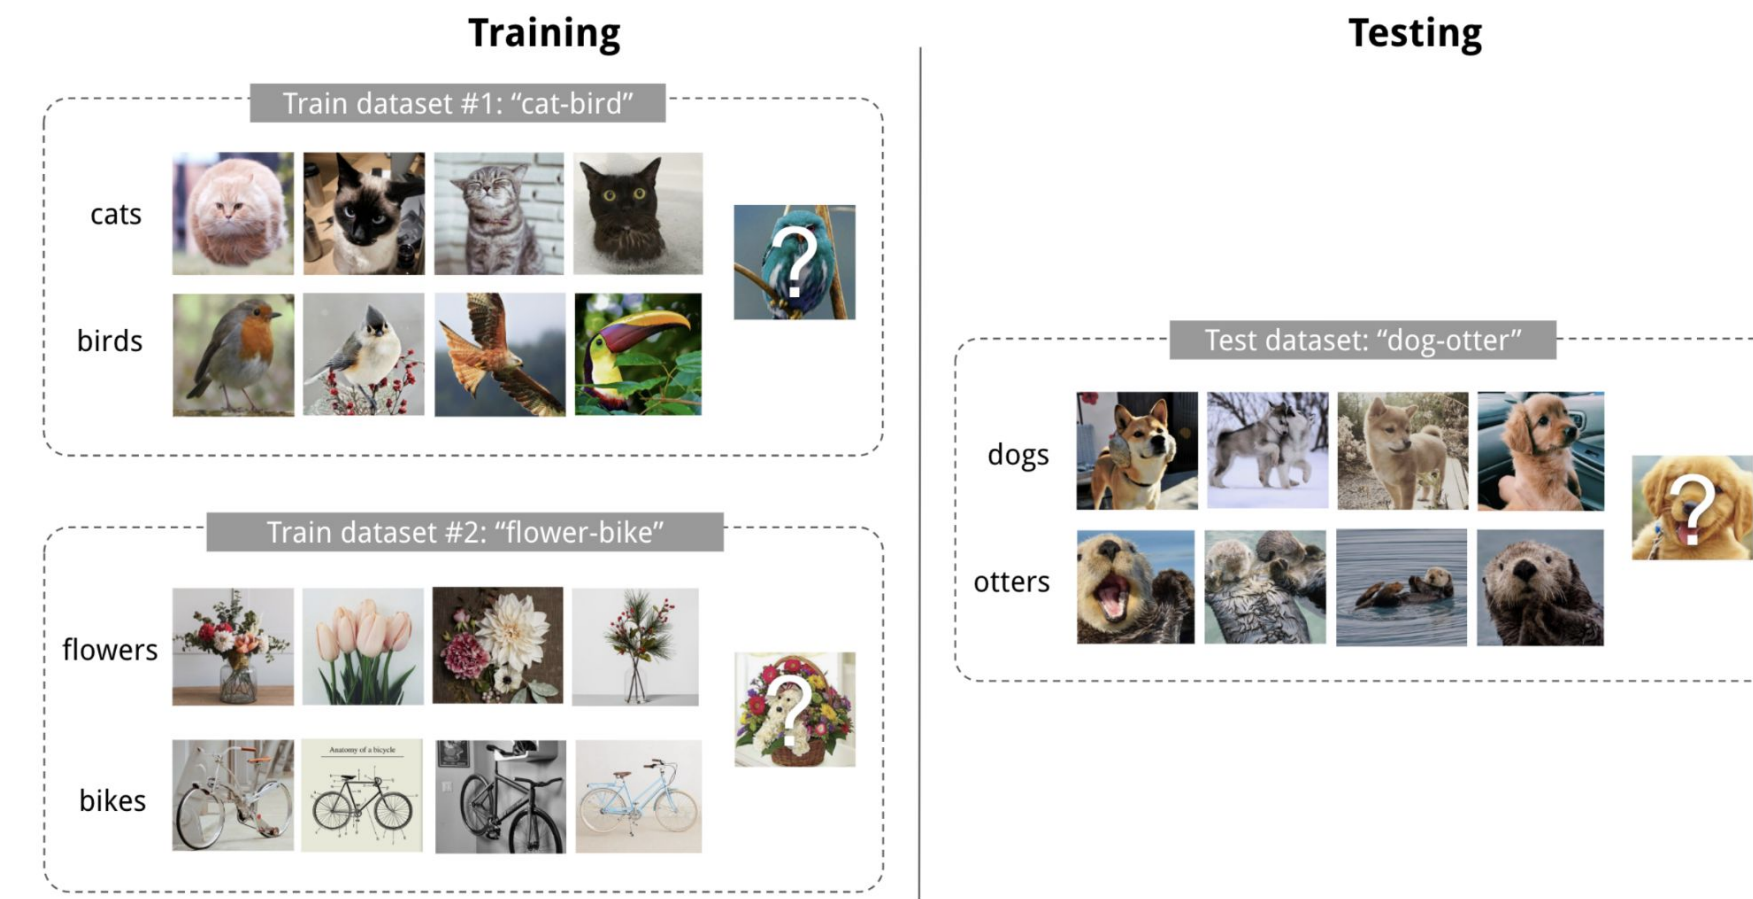 Training
Train dataset #1: “cat-bird”
cats
?
birds
Train dataset #2: “flower-bike”
flowers
?
Anatomy of a bicycle
bikes
Testing
Test dataset: “dog-otter”
dogs
?
otters